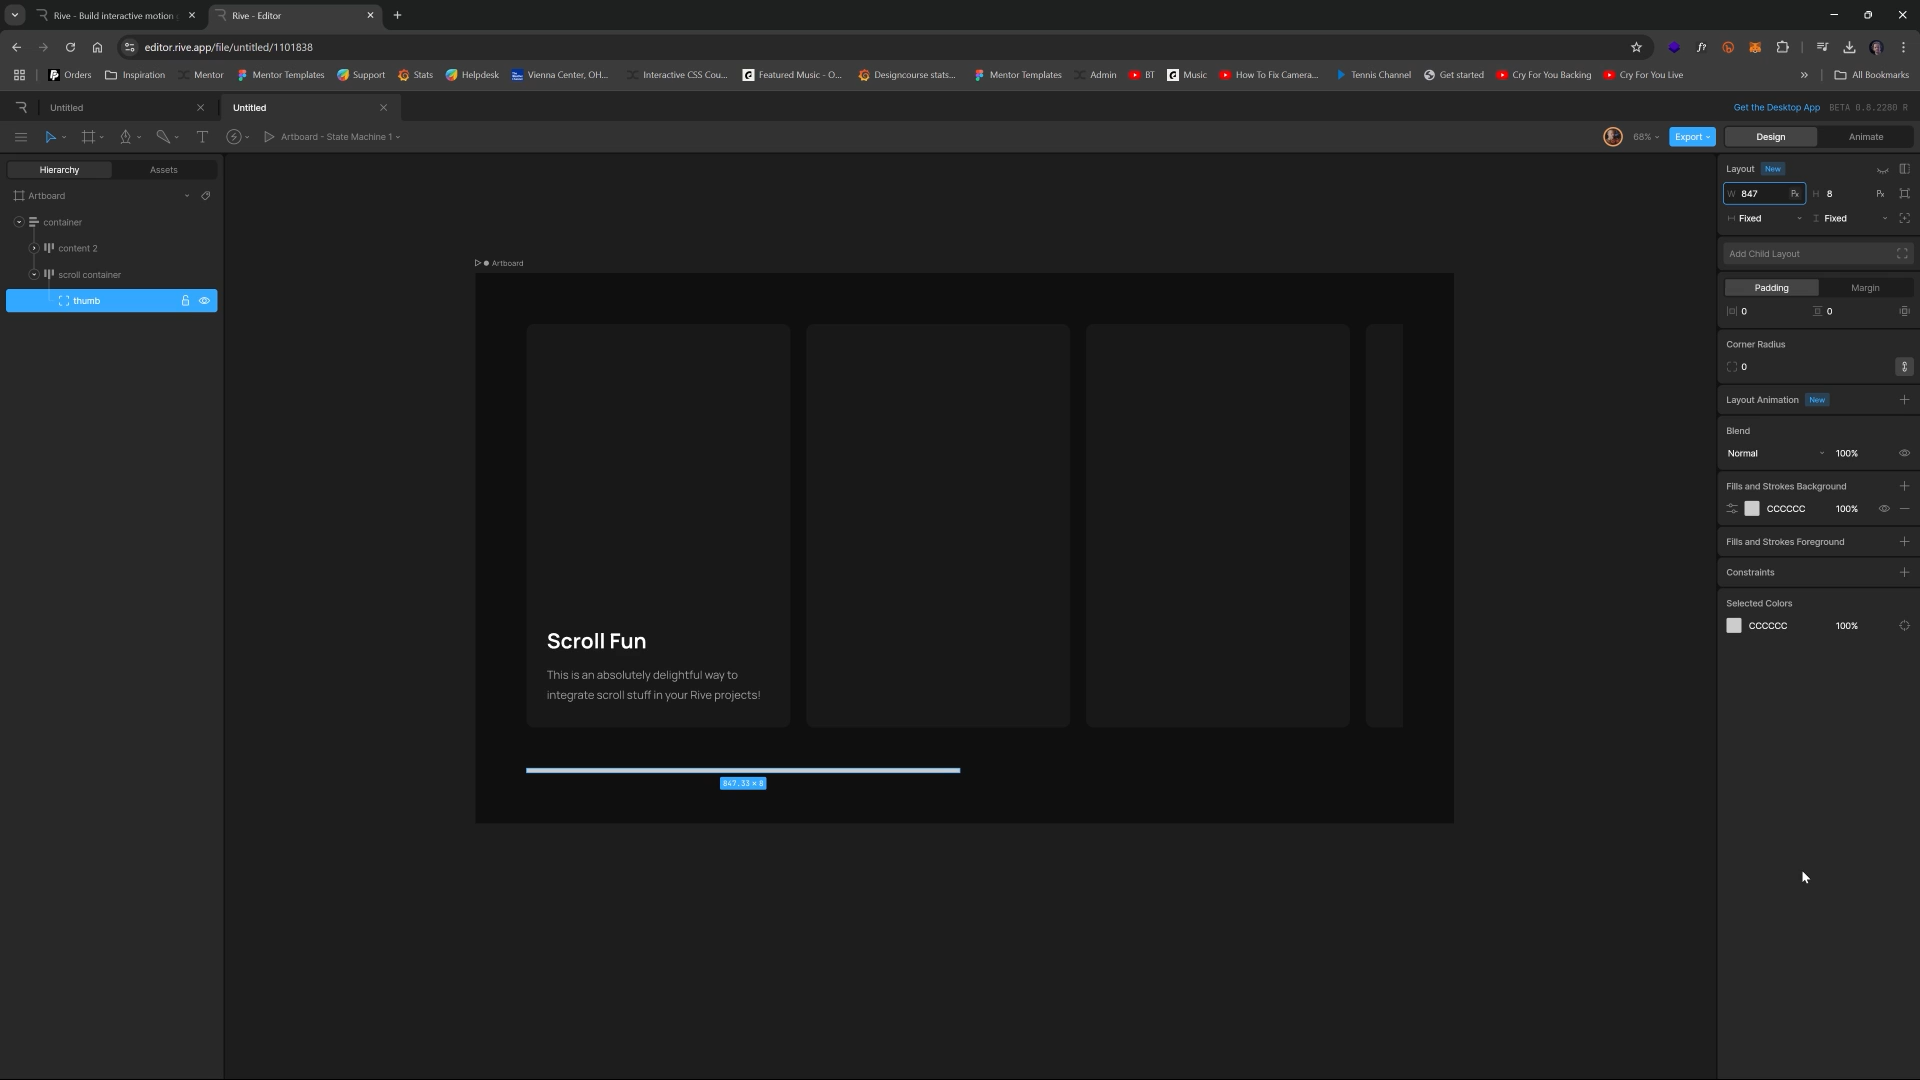 Rive - Build interactive motion
Rive - Editor
editor.rive.app/file/untitled/1101838
Orders
Inspiration
Mentor
Mentor Templates
Support
Stats
Helpdesk
Vienna Center, OH...
Interactive CSS Cou...
Featured Music - O...
Designcourse stats...
Mentor Templates
Admin
BT
Music
How To Fix Camera...
Tennis Channel
Get started
Cry For You Backing
Cry For You Live
All Bookmarks
Untitled
Untitled
Get the Desktop App
BETA 0.8.2280 R
Artboard - State Machine 1
68%
Export
Design
Animate
Hierarchy
Assets
Artboard
container
content 2
scroll container
thumb
Artboard
Scroll Fun
This is an absolutely delightful way to
integrate scroll stuff in your Rive projects!
847.33 × 8
Layout New
W 847 Px H 8 Px
Fixed Fixed
Add Child Layout
Padding Margin
0 0
Corner Radius
0
Layout Animation New
Blend
Normal 100%
Fills and Strokes Background
CCCCCC 100%
Fills and Strokes Foreground
Constraints
Selected Colors
CCCCCC 100%